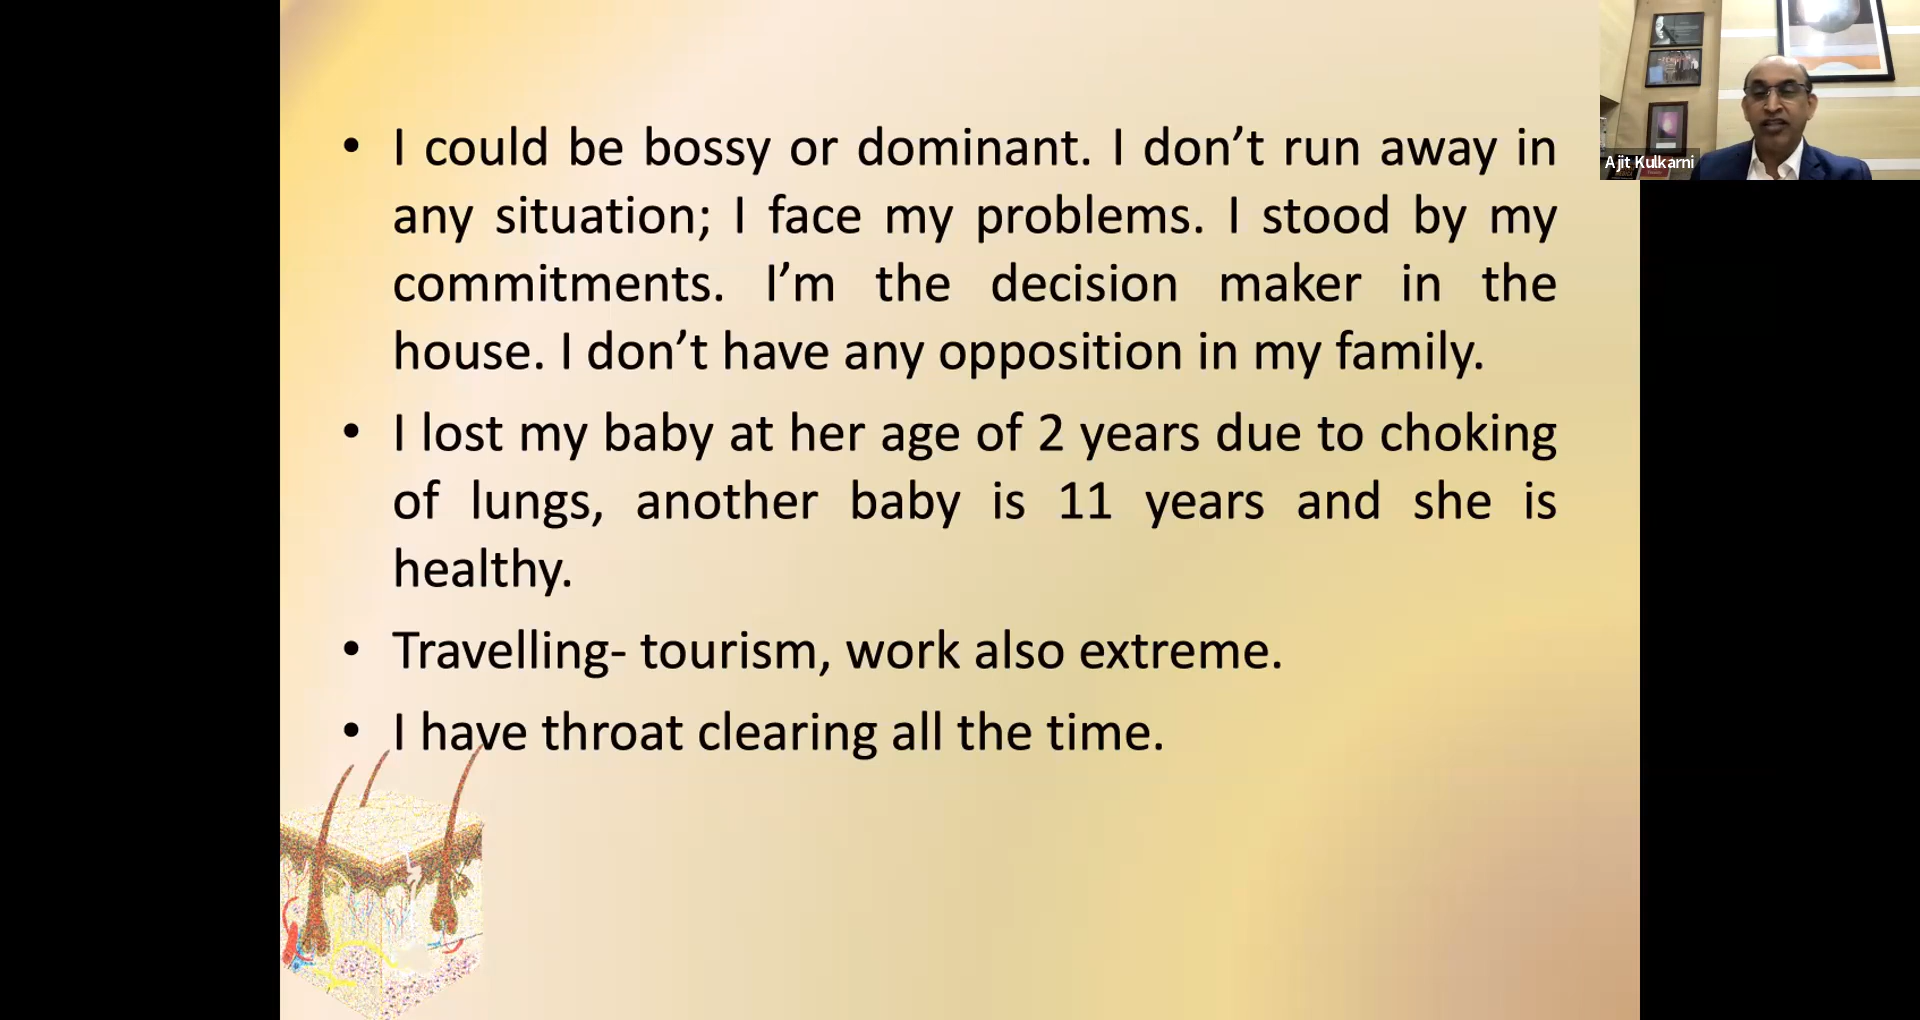 • I could be bossy or dominant. I don’t run away in
any situation; I face my problems. I stood by my
commitments. I’m the decision maker in the
house. I don’t have any opposition in my family.
• I lost my baby at her age of 2 years due to choking
of lungs, another baby is 11 years and she is
healthy.
• Travelling- tourism, work also extreme.
• I have throat clearing all the time.
Ajit Kulkarni